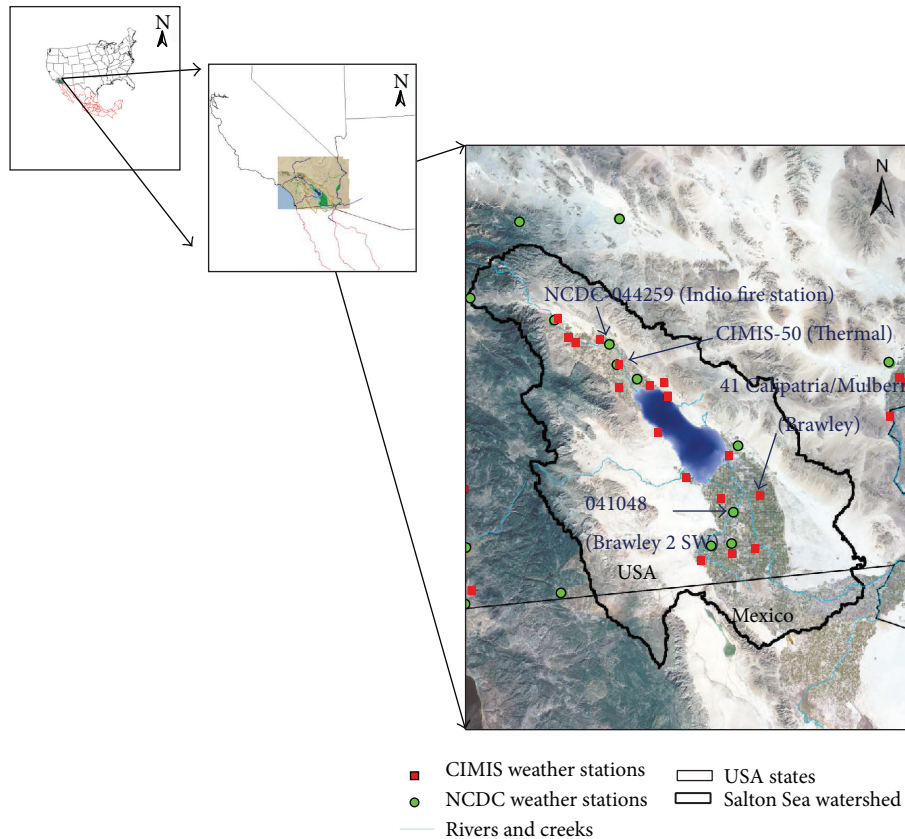 N
N
N
NCDC-044259 (Indio fire station)
CIMIS-50 (Thermal)
41 Calipatria/Mulberr
(Brawley)
041048
(Brawley 2 SW)
USA
Mexico
CIMIS weather stations
USA states
NCDC weather stations
Salton Sea watershed
Rivers and creeks